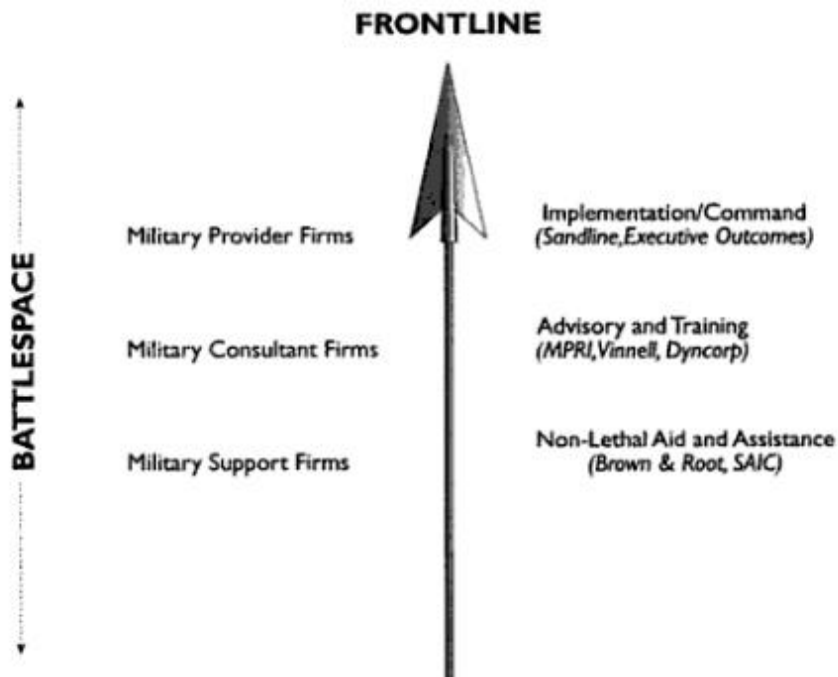 FRONTLINE
BATTLESPACE
Military Provider Firms
Implementation/Command
(Sandline,Executive Outcomes)
Military Consultant Firms
Advisory and Training
(MPRI,Vinnell, Dyncorp)
Military Support Firms
Non-Lethal Aid and Assistance
(Brown & Root, SAIC)